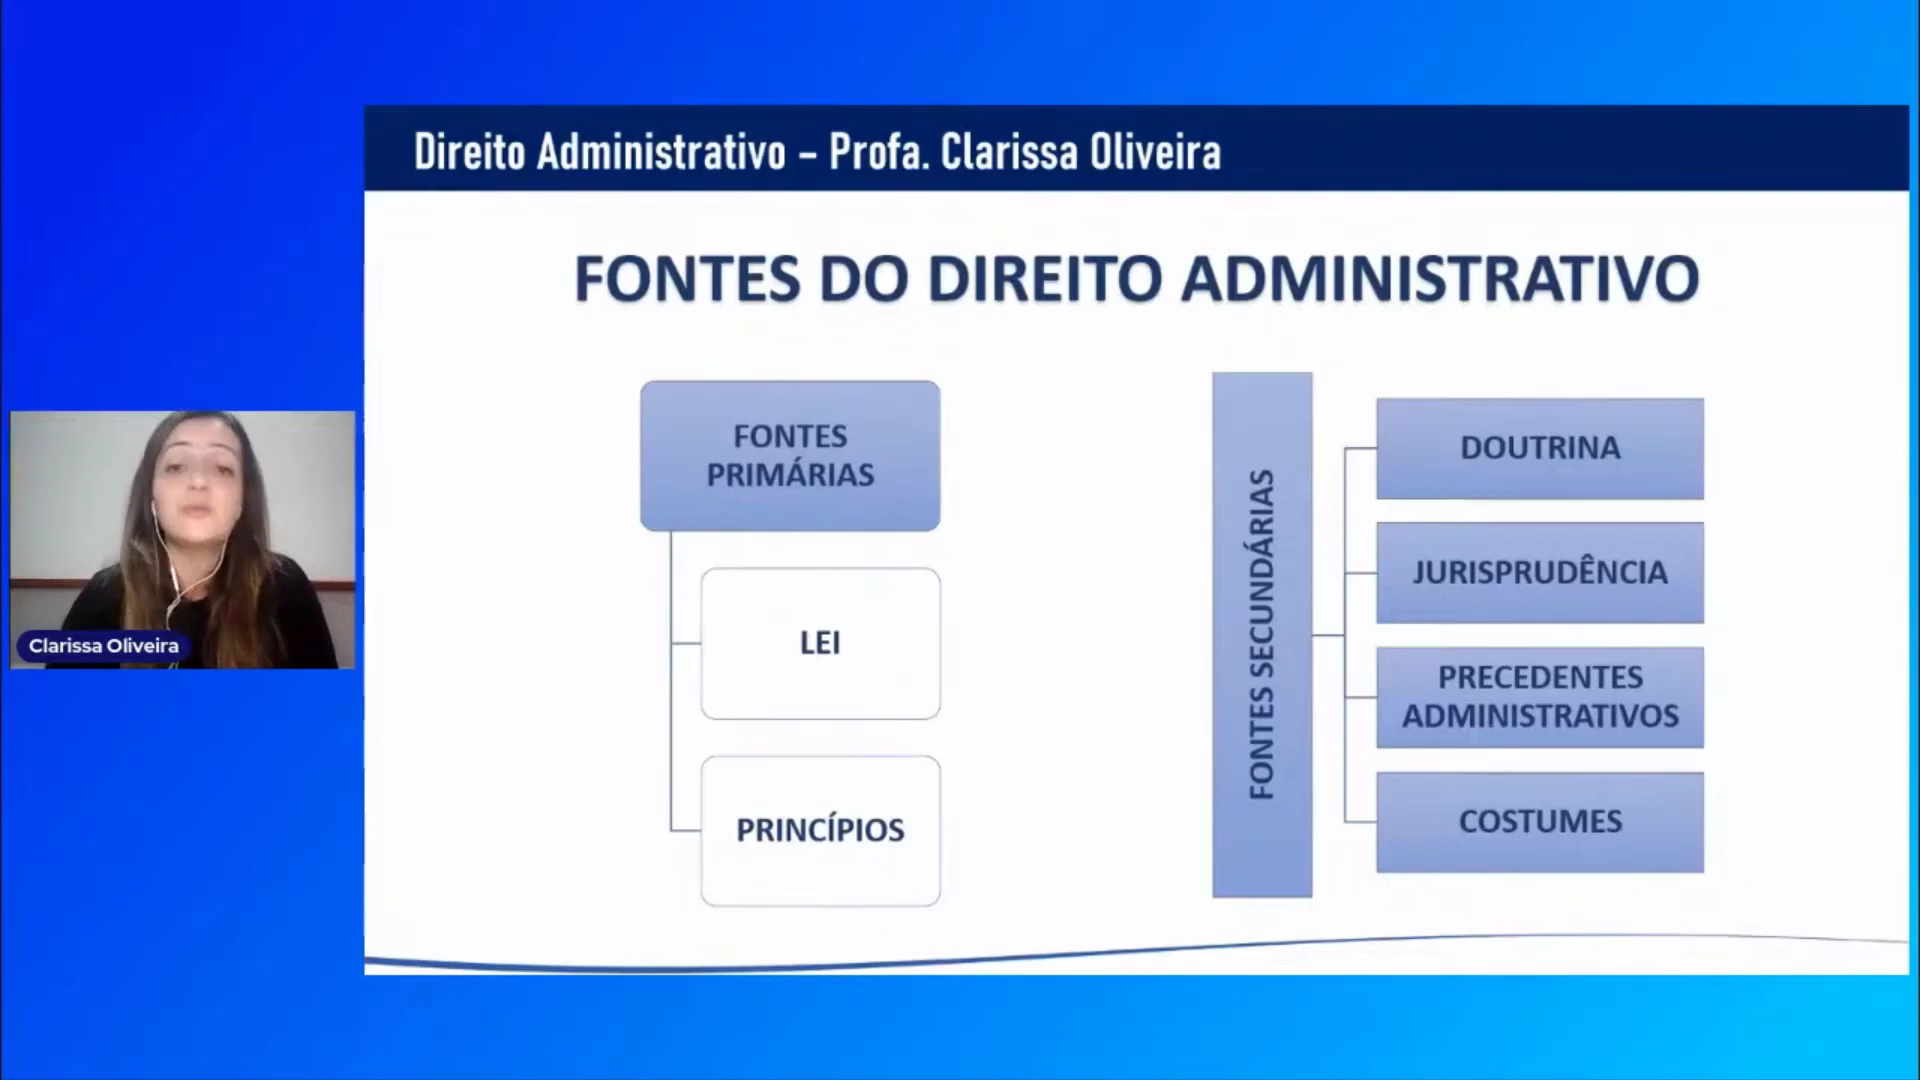 Direito Administrativo – Profa. Clarissa Oliveira
FONTES DO DIREITO ADMINISTRATIVO
FONTES
PRIMÁRIAS
LEI
PRINCÍPIOS
FONTES SECUNDÁRIAS
DOUTRINA
JURISPRUDÊNCIA
PRECEDENTES
ADMINISTRATIVOS
COSTUMES
Clarissa Oliveira